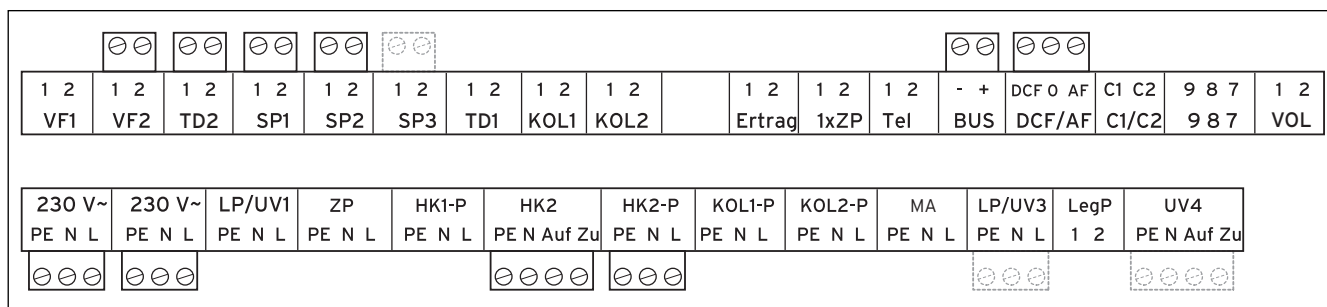 1 2 1 2 1 2 1 2 1 2 1 2 1 2 1 2 1 2 1 2 1 2 1 2 - + DCF O AF C1 C2 9 8 7 1 2
VF1 VF2 TD2 SP1 SP2 SP3 TD1 KOL1 KOL2 Ertrag 1xZP Tel BUS DCF/AF C1/C2 9 8 7 VOL
230 V~ 230 V~ LP/UV1 ZP HK1-P HK2 HK2-P KOL1-P KOL2-P MA LP/UV3 LegP UV4
PE N L PE N L PE N L PE N L PE N L PE N Auf Zu PE N L PE N L PE N L PE N L PE N L 1 2 PE N Auf Zu